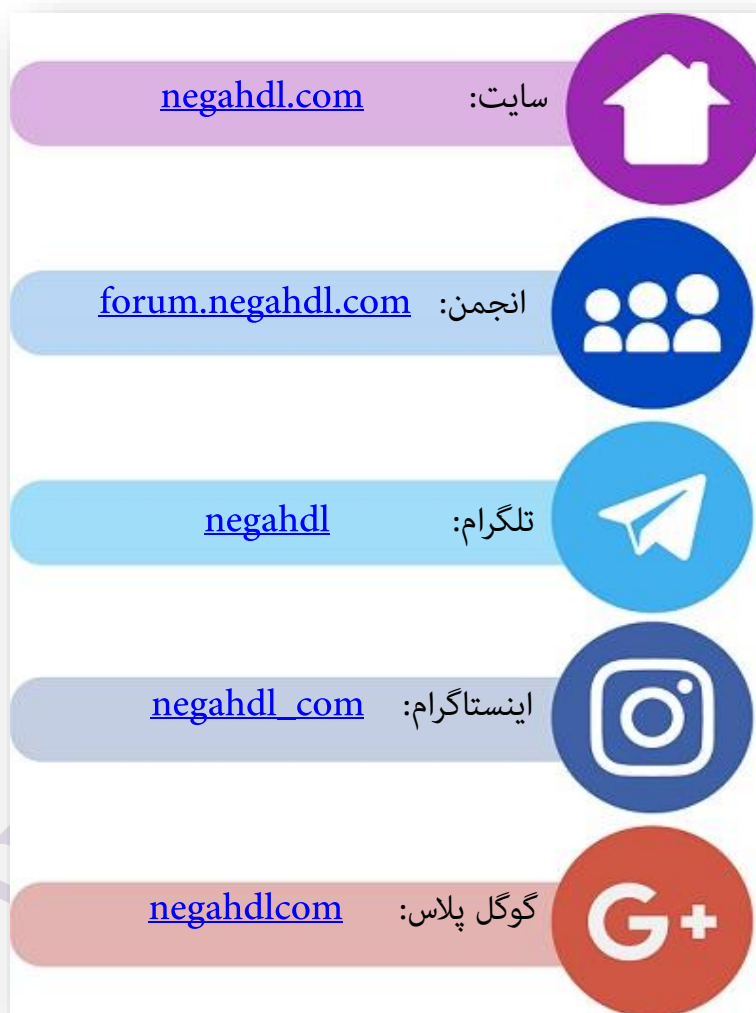 سایت: negahdl.com
انجمن: forum.negahdl.com
تلگرام: negahdl
اینستاگرام: negahdl_com
گوگل پلاس: negahdlcom
G+